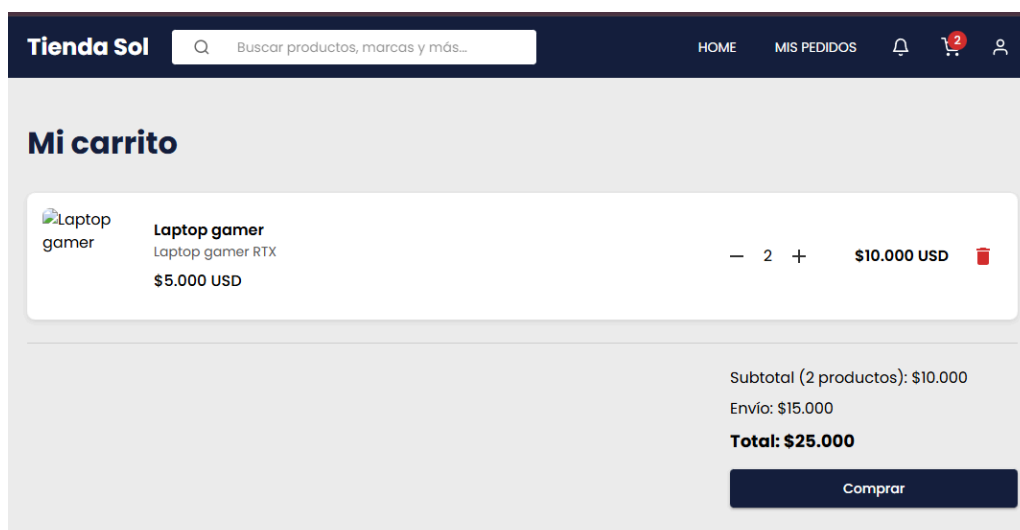 Tienda Sol
Buscar productos, marcas y más...
HOME
MIS PEDIDOS
2
Mi carrito
Laptop
gamer
Laptop gamer
Laptop gamer RTX
$5.000 USD
2
$10.000 USD
Subtotal (2 productos): $10.000
Envío: $15.000
Total: $25.000
Comprar